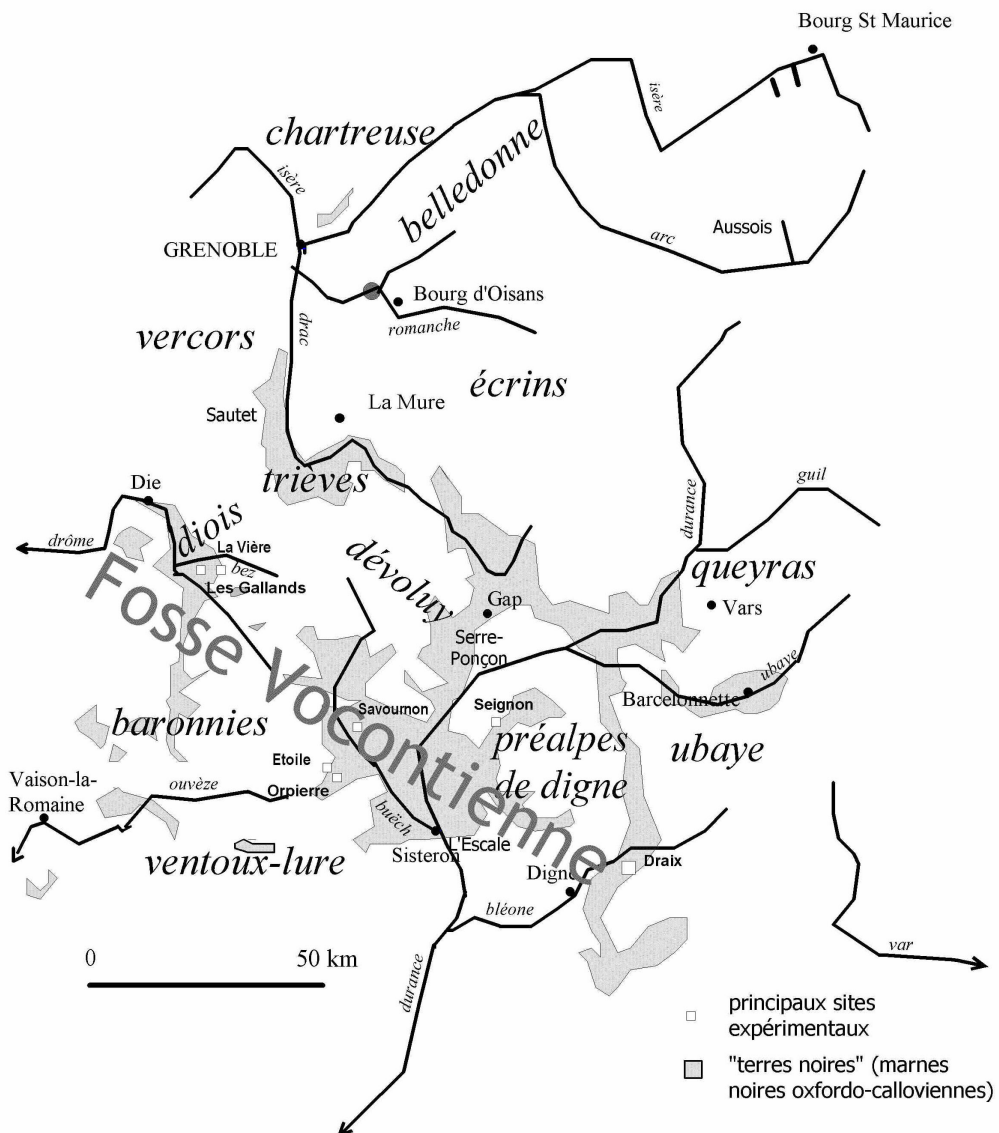 Bourg St Maurice
isère
chartreuse
belledonne
isère
Aussois
arc
GRENOBLE
Bourg d'Oisans
romanche
drac
vercors
écrins
La Mure
Sautet
trièves
guil
Die
durance
diois
drôme
La Vière
bez
dévoluy
queyras
Les Gallands
Fosse Vocontienne
Gap
Vars
Serre-
Ponçon
ubaye
Barcelonnette
Savournon
Seignon
baronnies
préalpes
de digne
ubaye
Etoile
Vaison-la-
Romaine
ouvèze
Orpierre
buëch
L'Escale
Sisteron
ventoux-lure
Draix
Digne
bléone
0
50 km
durance
var
principaux sites
expérimentaux
"terres noires" (marnes
noires oxfordo-calloviennes)